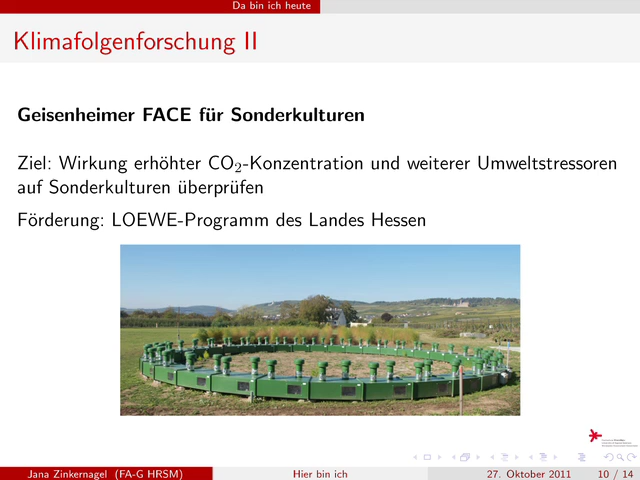 Da bin ich heute
Klimafolgenforschung II
Geisenheimer FACE für Sonderkulturen
Ziel: Wirkung erhöhter CO₂-Konzentration und weiterer Umweltstressoren
auf Sonderkulturen überprüfen
Förderung: LOEWE-Programm des Landes Hessen
Jana Zinkernagel (FA-G HRSM)
Hier bin ich
27. Oktober 2011
10 / 14